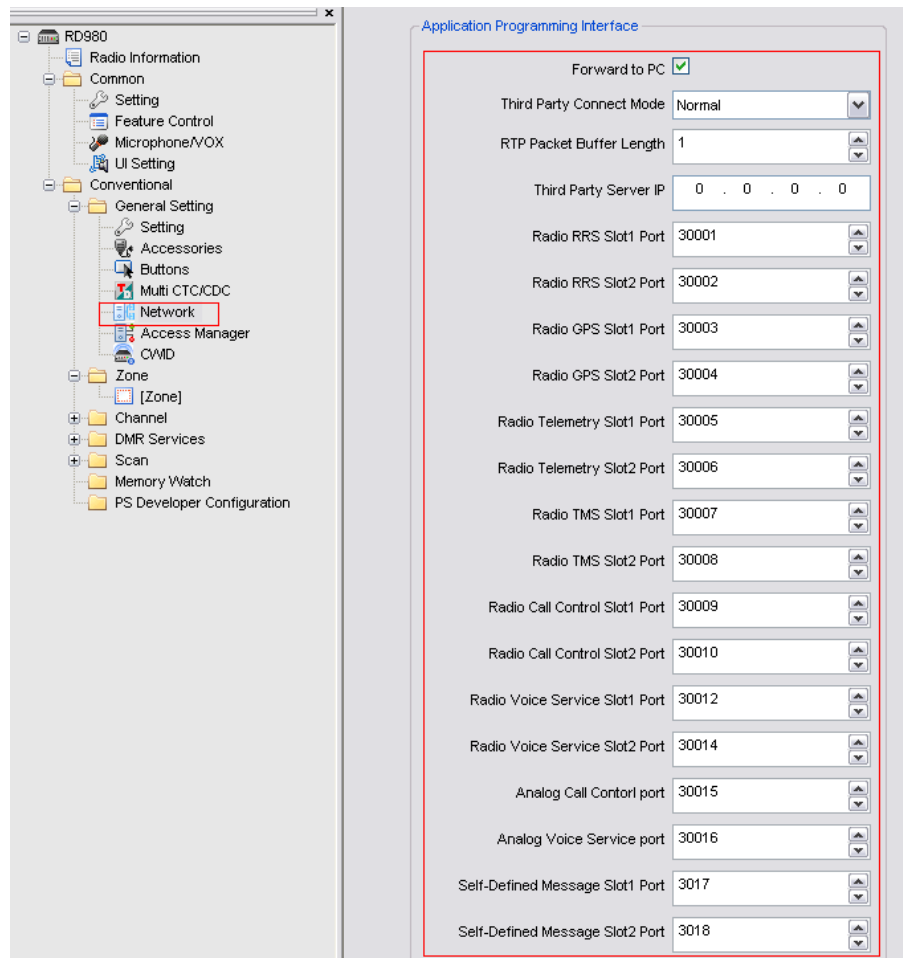 x
RD980
Radio Information
Common
Setting
Feature Control
Microphone/VOX
UI Setting
Conventional
General Setting
Setting
Accessories
Buttons
Multi CTC/CDC
Network
Access Manager
CWID
Zone
[Zone]
Channel
DMR Services
Scan
Memory Watch
PS Developer Configuration
Application Programming Interface
Forward to PC
Third Party Connect Mode Normal
RTP Packet Buffer Length 1
Third Party Server IP 0 . 0 . 0 . 0
Radio RRS Slot1 Port 30001
Radio RRS Slot2 Port 30002
Radio GPS Slot1 Port 30003
Radio GPS Slot2 Port 30004
Radio Telemetry Slot1 Port 30005
Radio Telemetry Slot2 Port 30006
Radio TMS Slot1 Port 30007
Radio TMS Slot2 Port 30008
Radio Call Control Slot1 Port 30009
Radio Call Control Slot2 Port 30010
Radio Voice Service Slot1 Port 30012
Radio Voice Service Slot2 Port 30014
Analog Call Contorl port 30015
Analog Voice Service port 30016
Self-Defined Message Slot1 Port 3017
Self-Defined Message Slot2 Port 3018